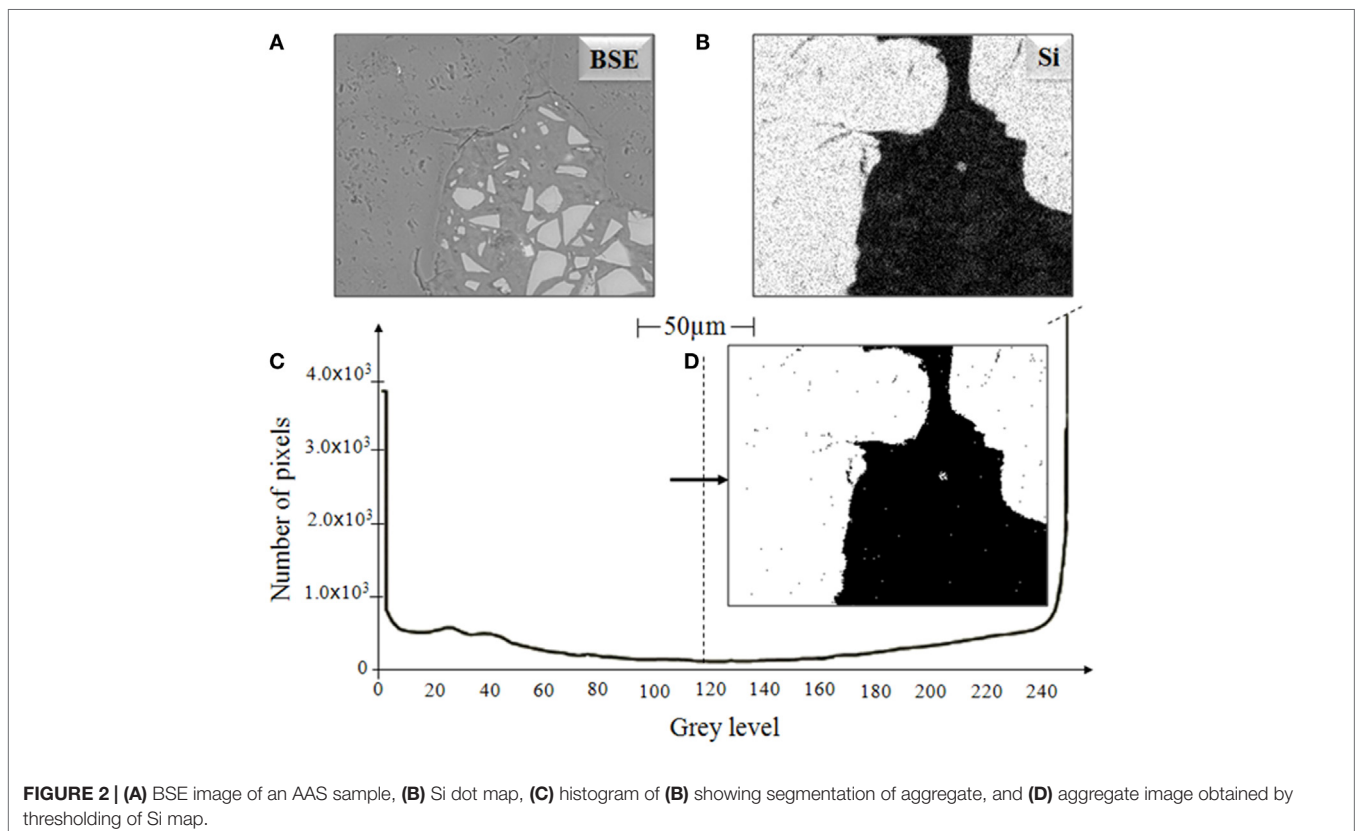 A
BSE
B
Si
50µm
C
D
4.0x10³
3.0x10³
2.0x10³
1.0x10³
0
Number of pixels
0 20 40 60 80 100 120 140 160 180 200 220 240
Grey level
FIGURE 2 | (A) BSE image of an AAS sample, (B) Si dot map, (C) histogram of (B) showing segmentation of aggregate, and (D) aggregate image obtained by
thresholding of Si map.